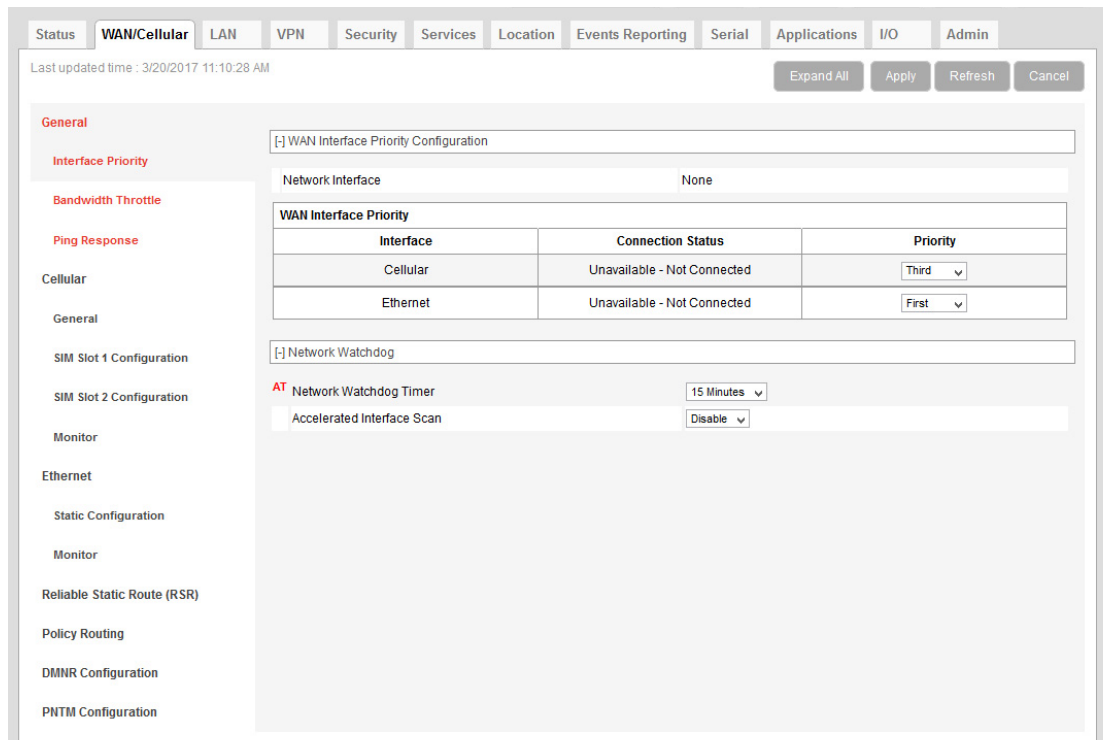 Status WAN/Cellular LAN VPN Security Services Location Events Reporting Serial Applications I/O Admin
Last updated time : 3/20/2017 11:10:28 AM
Expand All Apply Refresh Cancel
General
Interface Priority
Bandwidth Throttle
Ping Response
Cellular
General
SIM Slot 1 Configuration
SIM Slot 2 Configuration
Monitor
Ethernet
Static Configuration
Monitor
Reliable Static Route (RSR)
Policy Routing
DMNR Configuration
PNTM Configuration
[-] WAN Interface Priority Configuration
Network Interface None
WAN Interface Priority
Interface Connection Status Priority
Cellular Unavailable - Not Connected Third
Ethernet Unavailable - Not Connected First
[-] Network Watchdog
AT Network Watchdog Timer 15 Minutes
Accelerated Interface Scan Disable